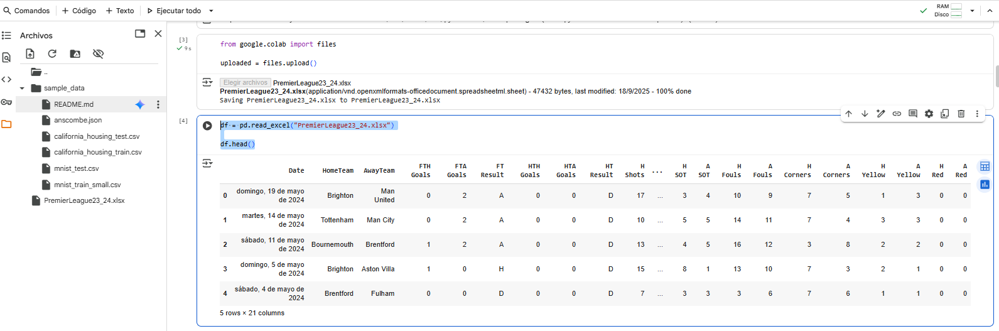 Comandos + Código + Texto Ejecutar todo RAM
Disco
Archivos
..
sample_data
README.md
anscombe.json
california_housing_test.csv
california_housing_train.csv
mnist_test.csv
mnist_train_small.csv
PremierLeague23_24.xlsx
[3]
9 s
from google.colab import files
uploaded = files.upload()
Elegir archivos PremierLeague23_24.xlsx
PremierLeague23_24.xlsx(application/vnd.openxmlformats-officedocument.spreadsheetml.sheet) - 47432 bytes, last modified: 18/9/2025 - 100% done
Saving PremierLeague23_24.xlsx to PremierLeague23_24.xlsx
[4]
df = pd.read_excel("PremierLeague23_24.xlsx")
df.head()
Date HomeTeam AwayTeam FTH Goals FTA Goals FT Result HTH Goals HTA Goals HT Result H Shots ... H SOT A SOT H Fouls A Fouls H Corners A Corners H Yellow A Yellow H Red A Red
0 domingo, 19 de mayo de 2024 Brighton Man United 0 2 A 0 0 D 17 ... 3 4 10 9 7 5 1 3 0 0
1 martes, 14 de mayo de 2024 Tottenham Man City 0 2 A 0 0 D 10 ... 5 5 14 11 7 4 3 3 0 0
2 sábado, 11 de mayo de 2024 Bournemouth Brentford 1 2 A 0 0 D 13 ... 4 5 16 12 3 8 2 2 0 0
3 domingo, 5 de mayo de 2024 Brighton Aston Villa 1 0 H 0 0 D 15 ... 8 1 13 10 7 3 2 1 0 0
4 sábado, 4 de mayo de 2024 Brentford Fulham 0 0 D 0 0 D 7 ... 3 3 3 6 7 6 1 1 0 0
5 rows × 21 columns